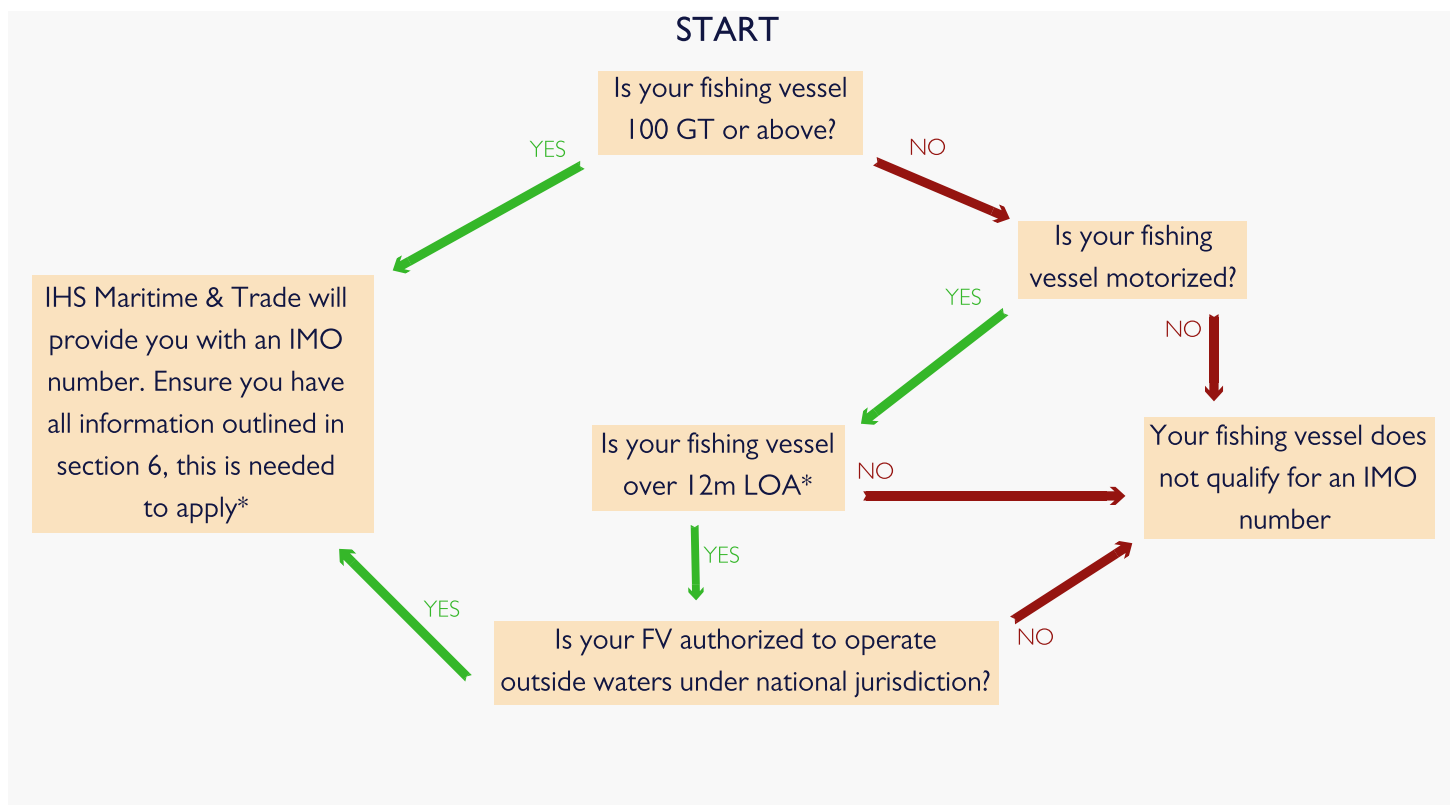 START
Is your fishing vessel
100 GT or above?
YES
NO
Is your fishing
vessel motorized?
YES
NO
IHS Maritime & Trade will
provide you with an IMO
number. Ensure you have
all information outlined in
section 6, this is needed
to apply*
Is your fishing vessel
over 12m LOA*
NO
Your fishing vessel does
not qualify for an IMO
number
YES
YES
Is your FV authorized to operate
outside waters under national jurisdiction?
NO